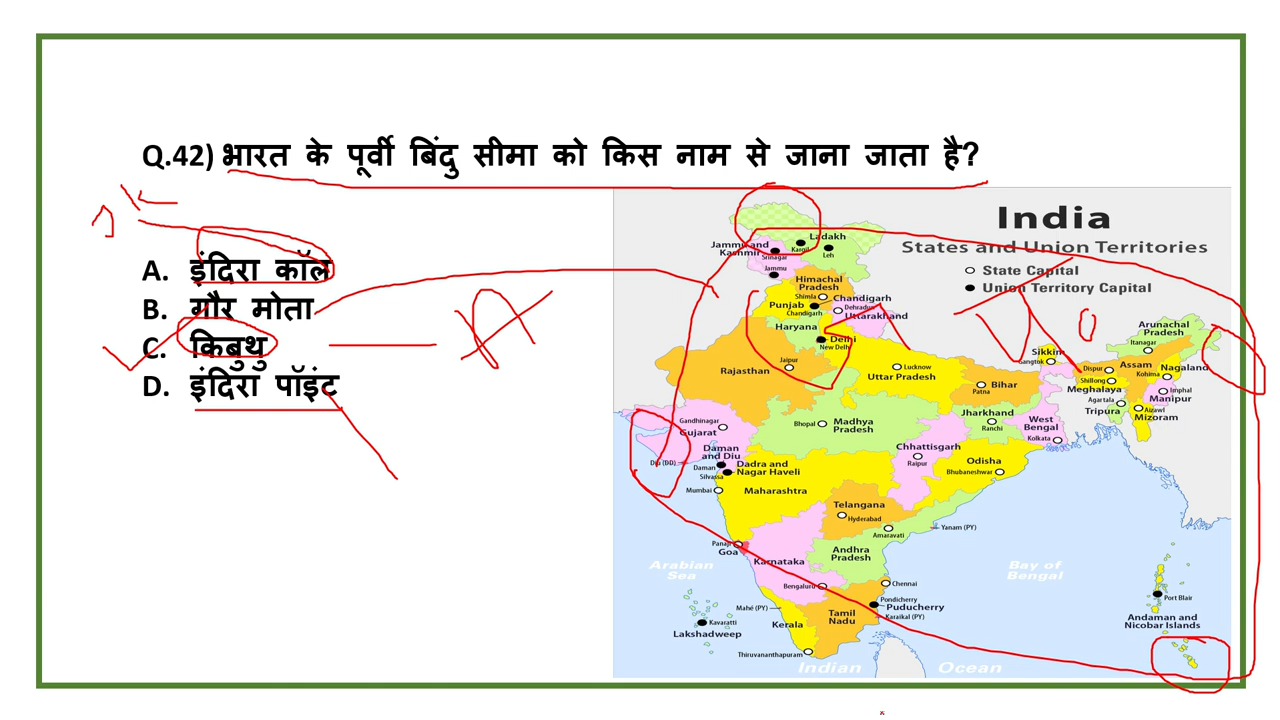 Q.42) भारत के पूर्वी बिंदु सीमा को किस नाम से जाना जाता है?
A. इंदिरा कॉल
B. गौर मोता
C. किबुथु
D. इंदिरा पॉइंट
India
States and Union Territories
State Capital
Union Territory Capital
Jammu and
Kashmir
Srinagar
Jammu
Ladakh
Kargil
Leh
Himachal
Pradesh
Shimla
Punjab
Chandigarh
Chandigarh
Dehradun
Uttarakhand
Haryana
Delhi
New Delhi
Rajasthan
Jaipur
Uttar Pradesh
Lucknow
Bihar
Patna
Sikkim
Gangtok
Arunachal
Pradesh
Itanagar
Assam
Dispur
Nagaland
Kohima
Shillong
Meghalaya
Imphal
Manipur
Agartala
Tripura
Aizawl
Mizoram
West
Bengal
Kolkata
Jharkhand
Ranchi
Gandhinagar
Gujarat
Bhopal
Madhya
Pradesh
Chhattisgarh
Raipur
Odisha
Bhubaneshwar
Daman
and Diu
Diu (DD)
Daman
Silvassa
Dadra and
Nagar Haveli
Mumbai
Maharashtra
Telangana
Hyderabad
Amaravati
Yanam (PY)
Andhra
Pradesh
Panaji
Goa
Karnataka
Bengaluru
Chennai
Pondicherry
Puducherry
Karaikal (PY)
Mahé (PY)
Tamil
Nadu
Kerala
Thiruvananthapuram
Kavaratti
Lakshadweep
Port Blair
Andaman and
Nicobar Islands
Arabian
Sea
Bay of
Bengal
Indian Ocean